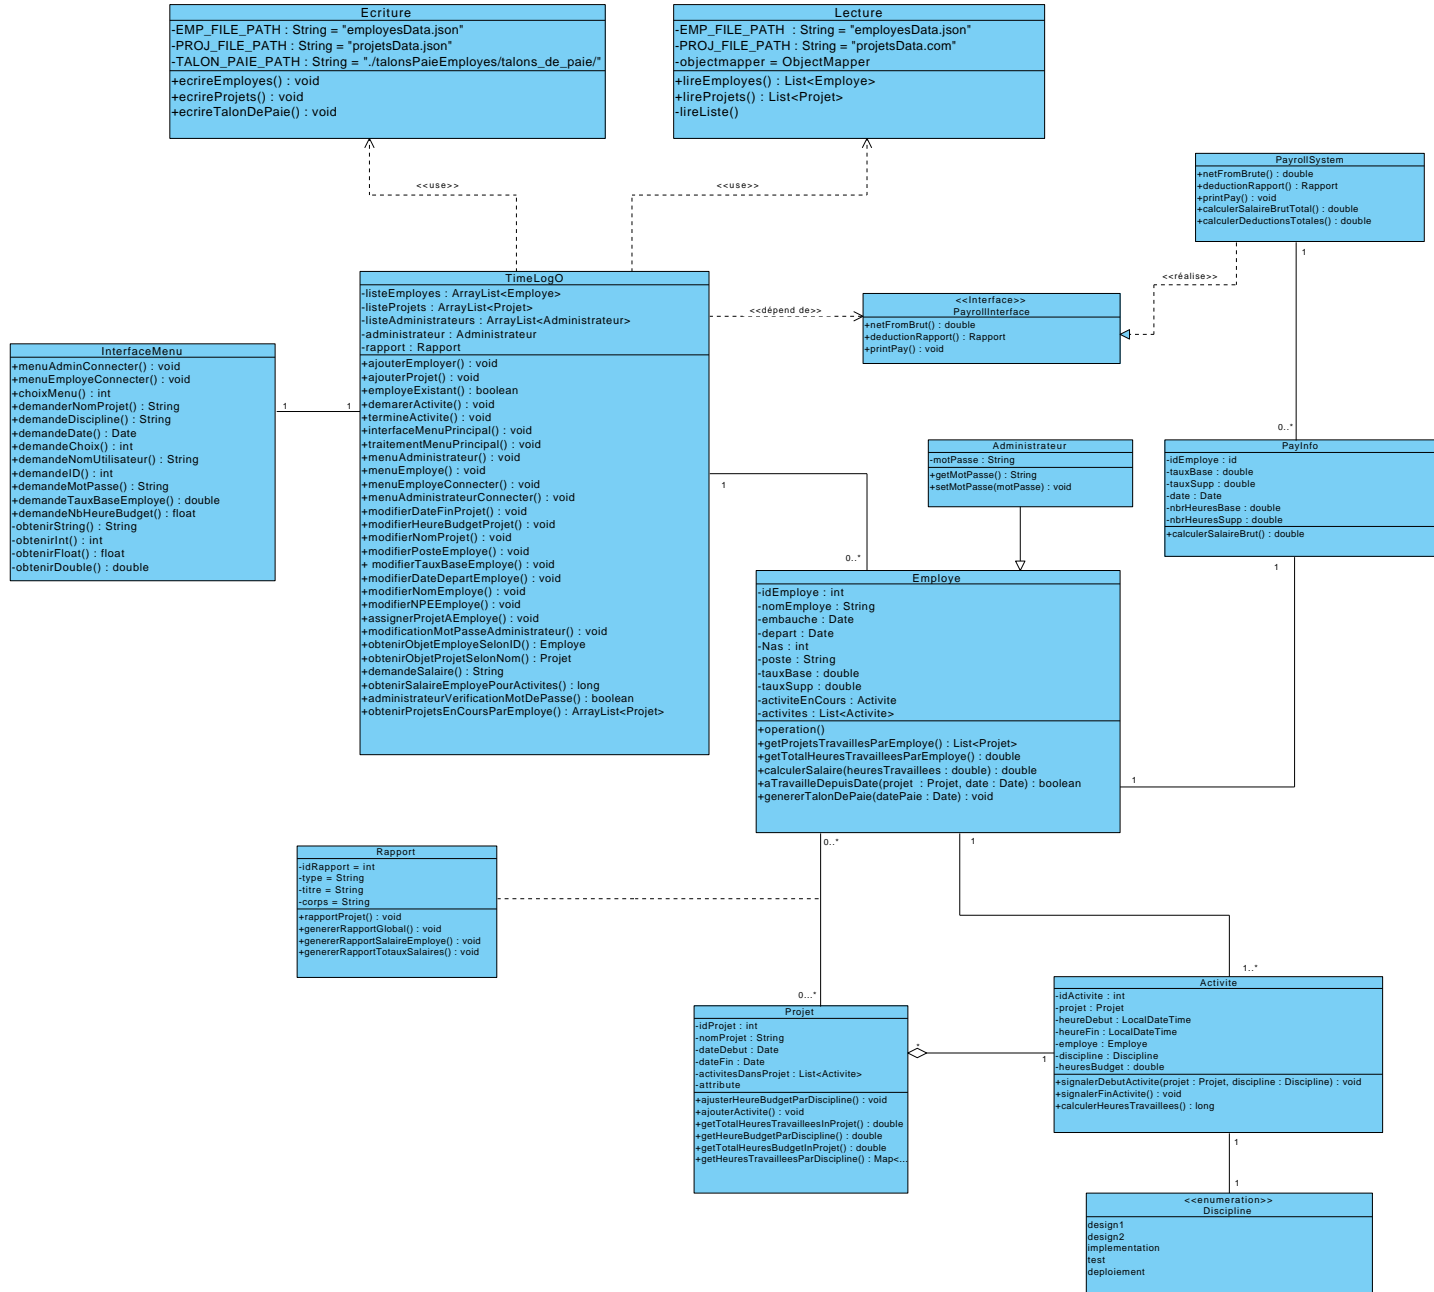 Ecriture
-EMP_FILE_PATH : String = "employesData.json"
-PROJ_FILE_PATH : String = "projetsData.json"
-TALON_PAIE_PATH : String = "./talonsPaieEmployes/talons_de_paie/"
+ecrireEmployes() : void
+ecrireProjets() : void
+ecrireTalonDePaie() : void
Lecture
-EMP_FILE_PATH : String = "employesData.json"
-PROJ_FILE_PATH : String = "projetsData.com"
-objectmapper = ObjectMapper
+lireEmployes() : List<Employe>
+lireProjets() : List<Projet>
-lireListe()
<<use>>
<<use>>
PayrollSystem
+netFromBrute() : double
+deductionRapport() : Rapport
+printPay() : void
+calculerSalaireBrutTotal() : double
+calculerDeductionsTotales() : double
1
<<réalise>>
TimeLogO
-listeEmployes : ArrayList<Employe>
-listeProjets : ArrayList<Projet>
-listeAdministrateurs : ArrayList<Administrateur>
-administrateur : Administrateur
-rapport : Rapport
+ajouterEmployer() : void
+ajouterProjet() : void
+employeExistant() : boolean
+demarerActivite() : void
+termineActivite() : void
+interfaceMenuPrincipal() : void
+traitementMenuPrincipal() : void
+menuAdministrateur() : void
+menuEmploye() : void
+menuEmployeConnecter() : void
+menuAdministrateurConnecter() : void
+modifierDateFinProjet() : void
+modifierHeureBudgetProjet() : void
+modifierNomProjet() : void
+modifierPosteEmploye() : void
+ modifierTauxBaseEmploye() : void
+modifierDateDepartEmploye() : void
+modifierNomEmploye() : void
+modifierNPEEmploye() : void
+assignerProjetAEmploye() : void
+modificationMotPasseAdministrateur() : void
+obtenirObjetEmployeSelonID() : Employe
+obtenirObjetProjetSelonNom() : Projet
+demandeSalaire() : String
+obtenirSalaireEmployePourActivites() : long
+administrateurVerificationMotDePasse() : boolean
+obtenirProjetsEnCoursParEmploye() : ArrayList<Projet>
<<dépend de>>
<<Interface>>
PayrollInterface
+netFromBrut() : double
+deductionRapport() : Rapport
+printPay() : void
InterfaceMenu
+menuAdminConnecter() : void
+menuEmployeConnecter() : void
+choixMenu() : int
+demanderNomProjet() : String
+demandeDiscipline() : String
+demandeDate() : Date
+demandeChoix() : int
+demandeNomUtilisateur() : String
+demandeID() : int
+demandeMotPasse() : String
+demandeTauxBaseEmploye() : double
+demandeNbHeureBudget() : float
-obtenirString() : String
-obtenirInt() : int
-obtenirFloat() : float
-obtenirDouble() : double
1
1
0..*
PayInfo
-idEmploye : id
-tauxBase : double
-tauxSupp : double
-date : Date
-nbrHeuresBase : double
-nbrHeuresSupp : double
+calculerSalaireBrut() : double
1
Administrateur
-motPasse : String
+getMotPasse() : String
+setMotPasse(motPasse) : void
1
0..*
Employe
-idEmploye : int
-nomEmploye : String
-embauche : Date
-depart : Date
-Nas : int
-poste : String
-tauxBase : double
-tauxSupp : double
-activiteEnCours : Activite
-activites : List<Activite>
+operation()
+getProjetsTravaillesParEmploye() : List<Projet>
+getTotalHeuresTravailleesParEmploye() : double
+calculerSalaire(heuresTravaillees : double) : double
+aTravailleDepuisDate(projet : Projet, date : Date) : boolean
+genererTalonDePaie(datePaie : Date) : void
1
0..*
1
Rapport
-idRapport = int
-type = String
-titre = String
-corps = String
+rapportProjet() : void
+genererRapportGlobal() : void
+genererRapportSalaireEmploye() : void
+genererRapportTotauxSalaires() : void
1..*
0...*
Activite
-idActivite : int
-projet : Projet
-heureDebut : LocalDateTime
-heureFin : LocalDateTime
-employe : Employe
-discipline : Discipline
-heuresBudget : double
+signalerDebutActivite(projet : Projet, discipline : Discipline) : void
+signalerFinActivite() : void
+calculerHeuresTravaillees() : long
Projet
-idProjet : int
-nomProjet : String
-dateDebut : Date
-dateFin : Date
-activitesDansProjet : List<Activite>
-attribute
+ajusterHeureBudgetParDiscipline() : void
+ajouterActivite() : void
+getTotalHeuresTravailleesInProjet() : double
+getHeureBudgetParDiscipline() : double
+getTotalHeuresBudgetInProjet() : double
+getHeuresTravailleesParDiscipline() : Map<...
*
1
1
1
<<enumeration>>
Discipline
design1
design2
implementation
test
deploiement